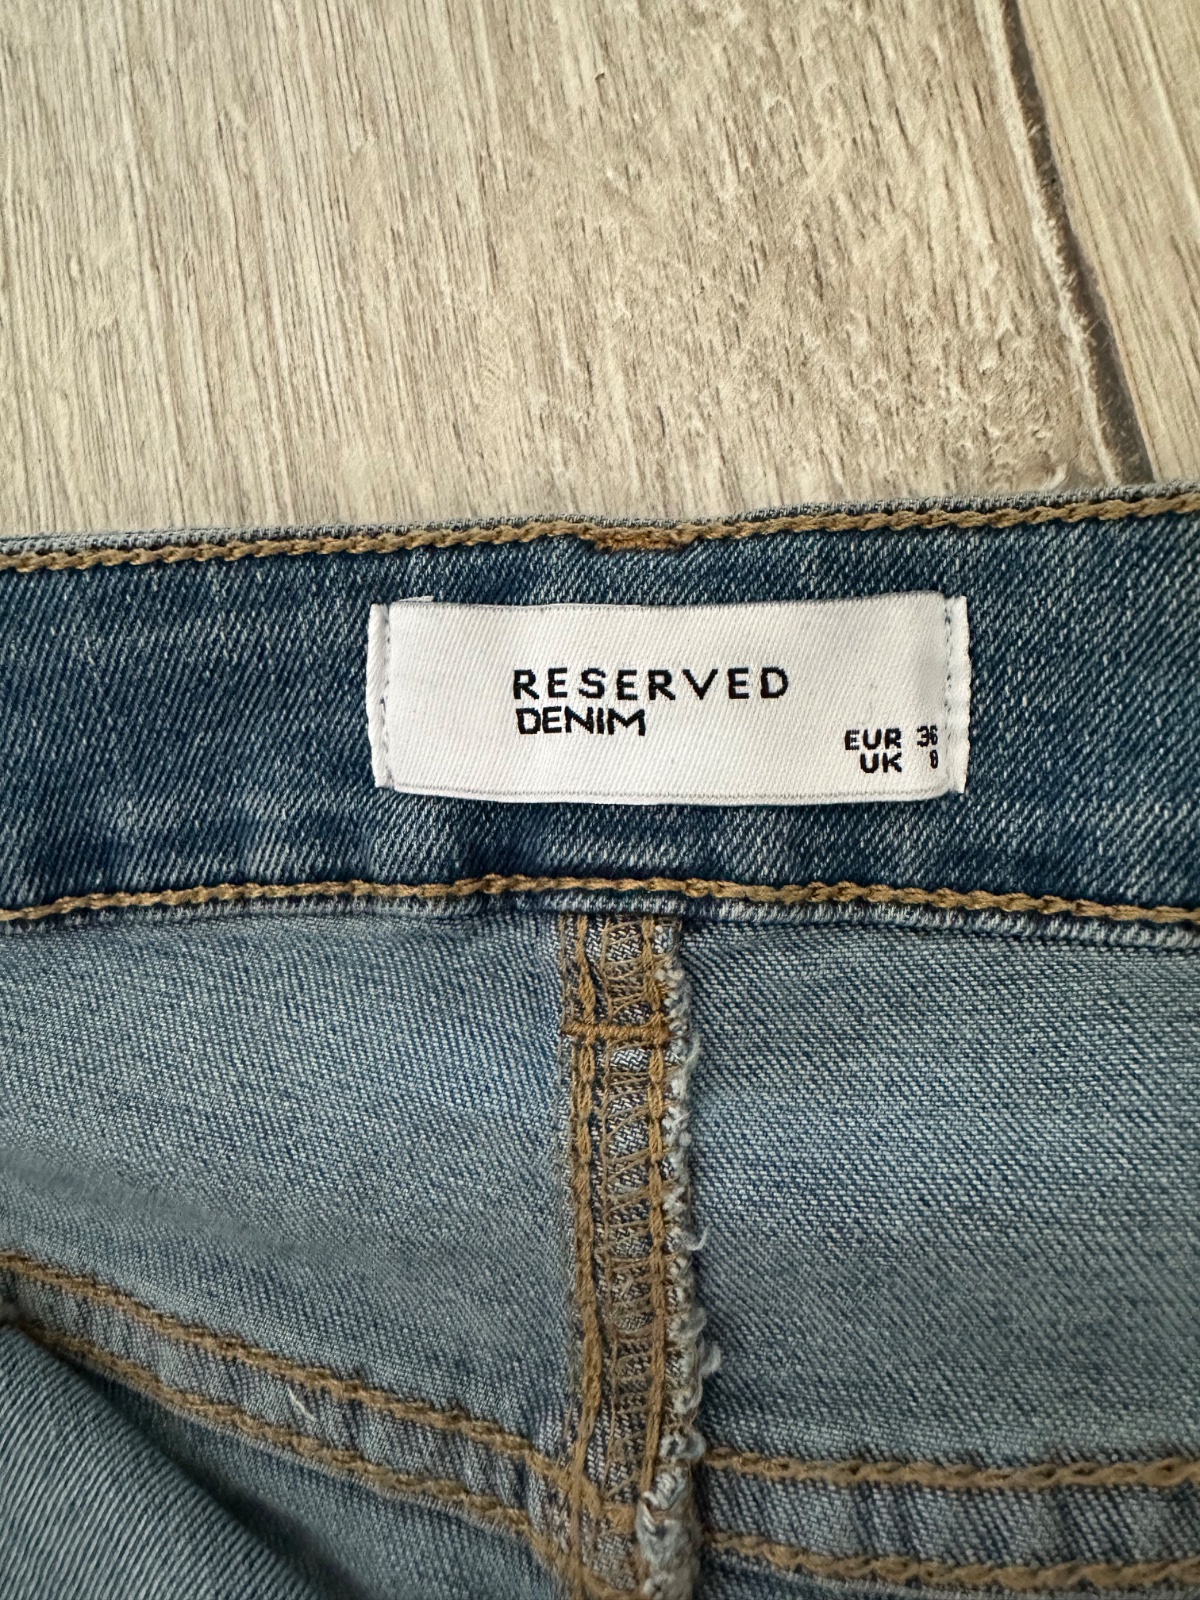 RESERVED
DENIM
EUR 36
UK 8